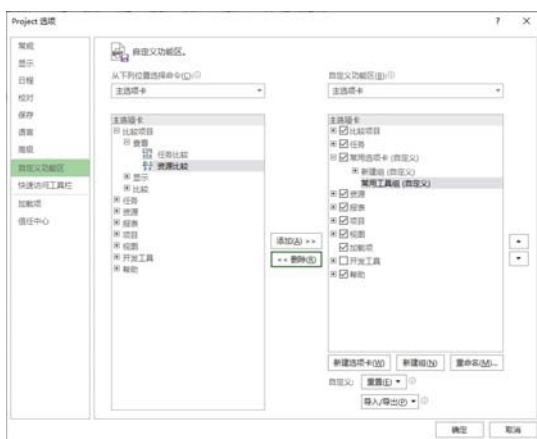 Project 选项
?
×
常规
显示
日程
校对
保存
语言
高级
自定义功能区
快速访问工具栏
加载项
信任中心
自定义功能区。
从下列位置选择命令(C):
主选项卡
主选项卡
比较项目
查看
任务比较
资源比较
显示
比较
任务
资源
报表
项目
视图
开发工具
帮助
添加(A) >>
<< 删除(R)
自定义功能区(B):
主选项卡
主选项卡
比较项目
任务
常用选项卡 (自定义)
新建组 (自定义)
常用工具组 (自定义)
资源
报表
项目
视图
加载项
开发工具
帮助
新建选项卡(W)
新建组(N)
重命名(M)...
自定义:
重置(E)
导入/导出(P)
确定
取消